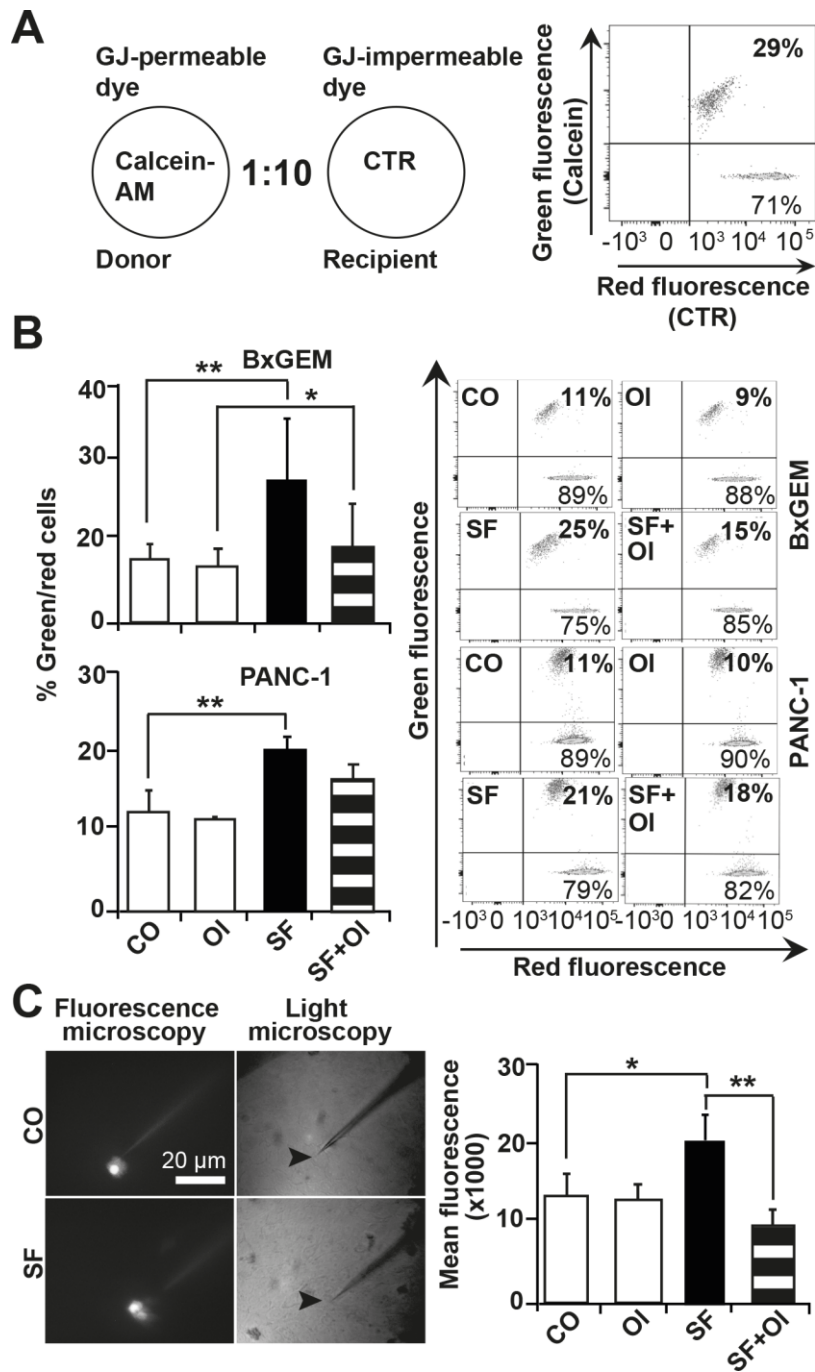 A
GJ-permeable
dye
GJ-impermeable
dye
Calcein-
AM
1:10
CTR
Donor
Recipient
Green fluorescence
(Calcein)
29%
71%
-10³ 0 10³ 10⁴ 10⁵
Red fluorescence
(CTR)
B
BxGEM
**
*
40
30
20
0
% Green/red cells
PANC-1
**
30
20
10
0
CO OI SF SF+OI
Green fluorescence
CO 11% OI 9%
89% 88%
SF 25% SF+ 15%
OI
75% 85%
BxGEM
CO 11% OI 10%
89% 90%
SF 21% SF+ 18%
OI
79% 82%
PANC-1
-10³ 0 10³ 10⁴ 10⁵ -10³0 10³ 10⁴ 10⁵
Red fluorescence
C
Fluorescence
microscopy
Light
microscopy
CO
20 µm
SF
Mean fluorescence
(x1000)
30
20
10
0
*
**
CO OI SF SF+OI